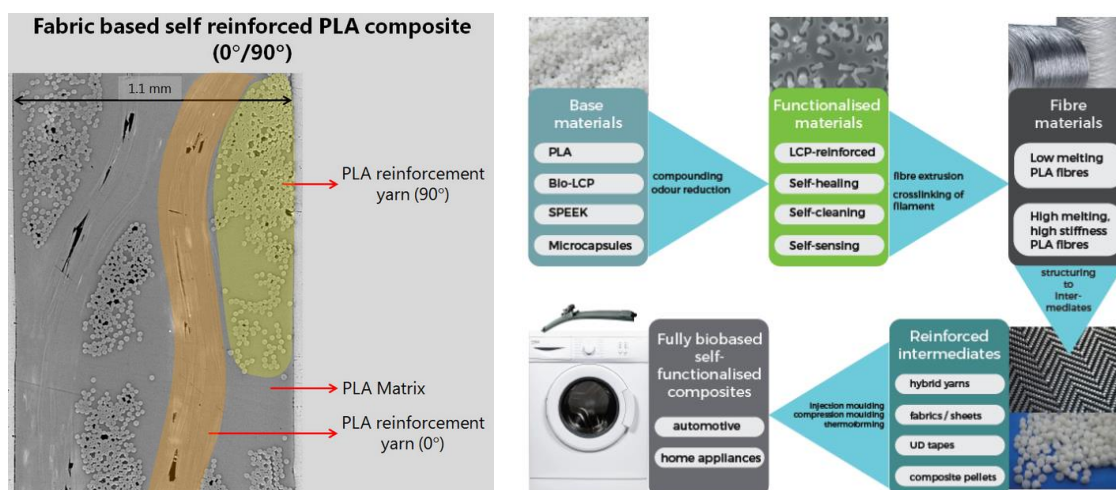 Fabric based self reinforced PLA composite
(0°/90°)
1.1 mm
PLA reinforcement
yarn (90°)
PLA Matrix
PLA reinforcement
yarn (0°)
Base
materials
PLA
Bio-LCP
SPEEK
Microcapsules
compounding
odour reduction
Functionalised
materials
LCP-reinforced
Self-healing
Self-cleaning
Self-sensing
fibre extrusion
crosslinking of
filament
Fibre
materials
Low melting
PLA fibres
High melting,
high stiffness
PLA fibres
structuring
to
inter-
mediates
Reinforced
intermediates
hybrid yarns
fabrics / sheets
UD tapes
composite pellets
injection moulding
compression moulding
thermoforming
Fully biobased
self-
functionalised
composites
automotive
home appliances